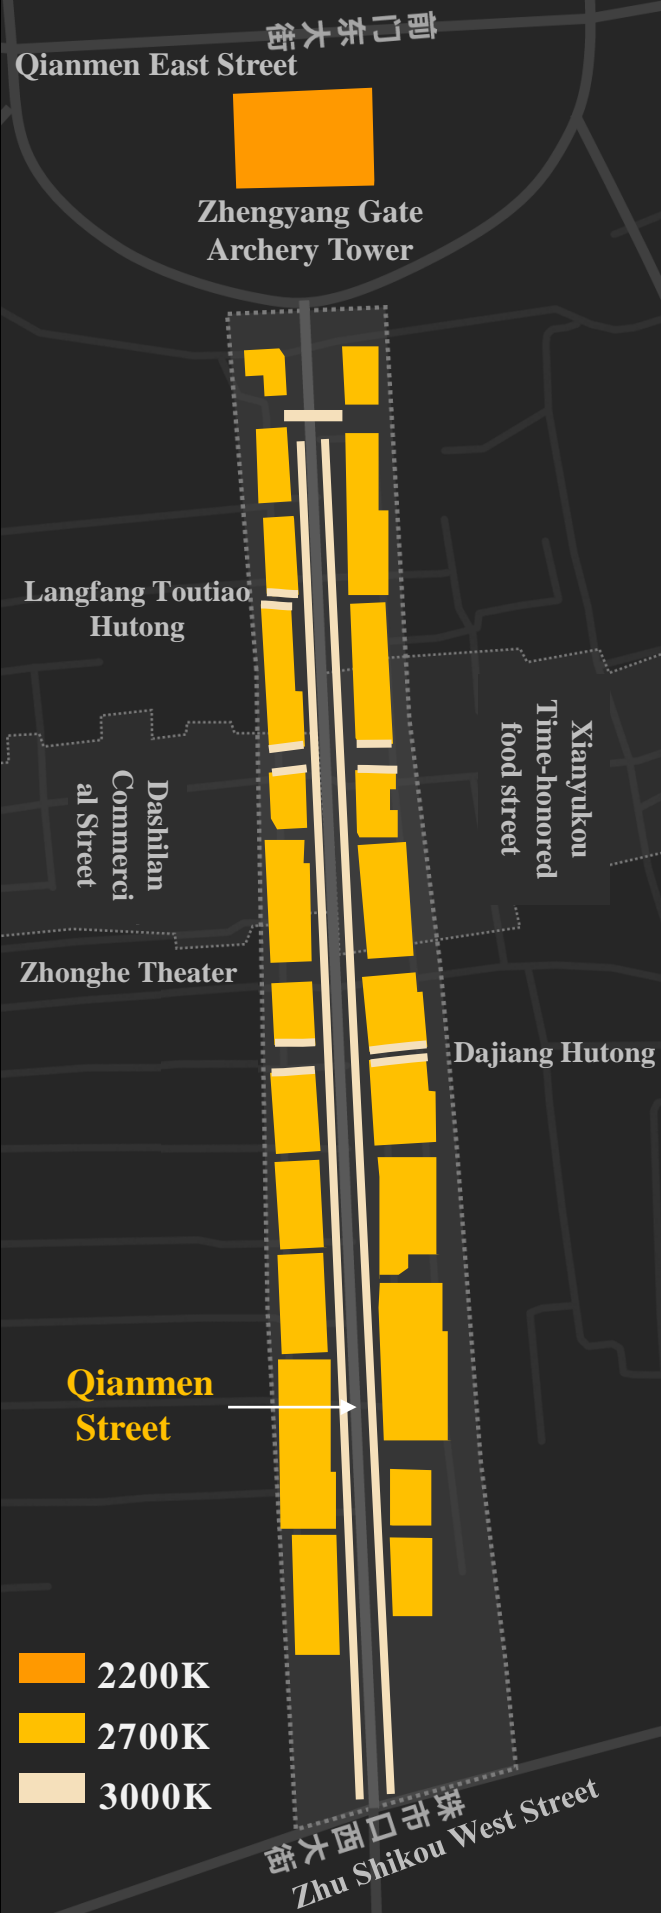 前门东大街
Qianmen East Street
Zhengyang Gate
Archery Tower
Langfang Toutiao
Hutong
Xianyukou
Time-honored
food street
Dashilan
Commerci
al Street
Zhonghe Theater
Dajiang Hutong
Qianmen
Street
2200K
2700K
3000K
珠市口西大街
Zhu Shikou West Street